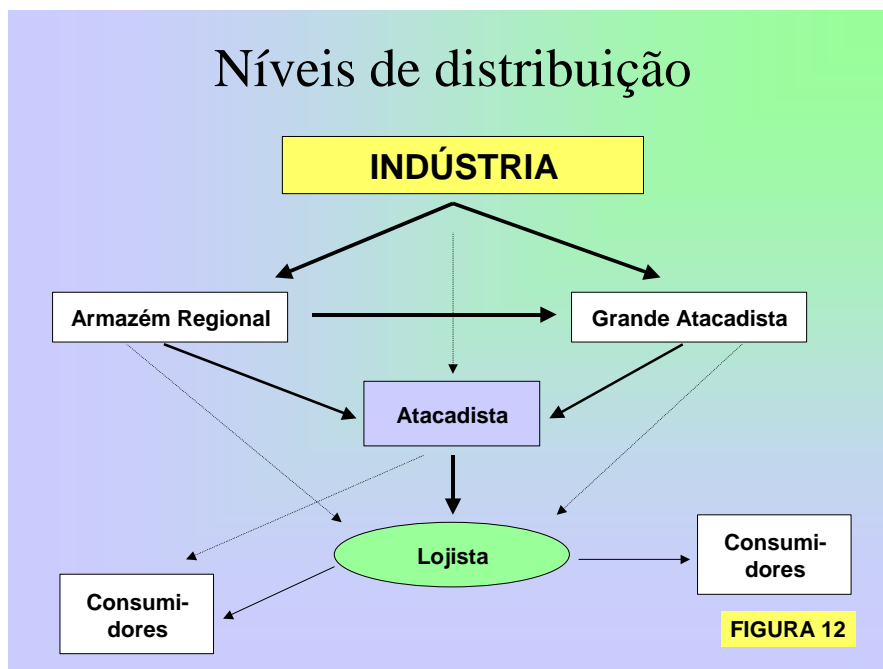 Níveis de distribuição
INDÚSTRIA
Armazém Regional
Grande Atacadista
Atacadista
Lojista
Consumi-
dores
Consumi-
dores
FIGURA 12